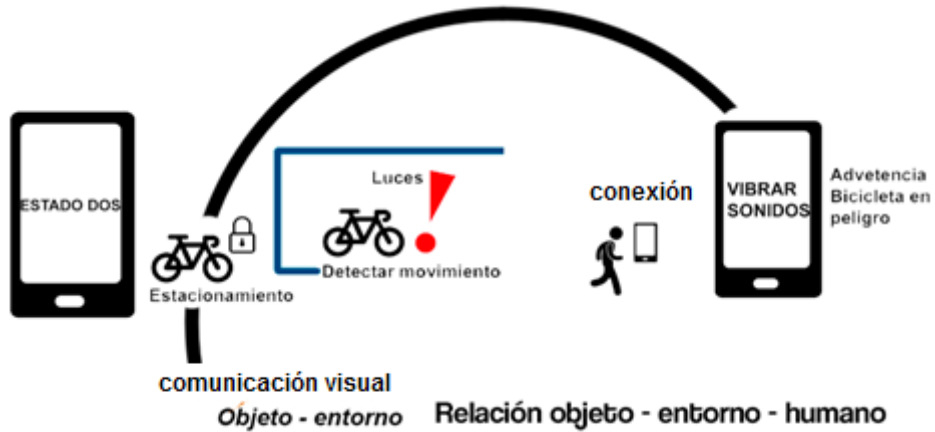 ESTADO DOS
Estacionamiento
Luces
Detectar movimiento
conexión
VIBRAR
SONIDOS
Advetencia
Bicicleta en
peligro
comunicación visual
Objeto - entorno
Relación objeto - entorno - humano